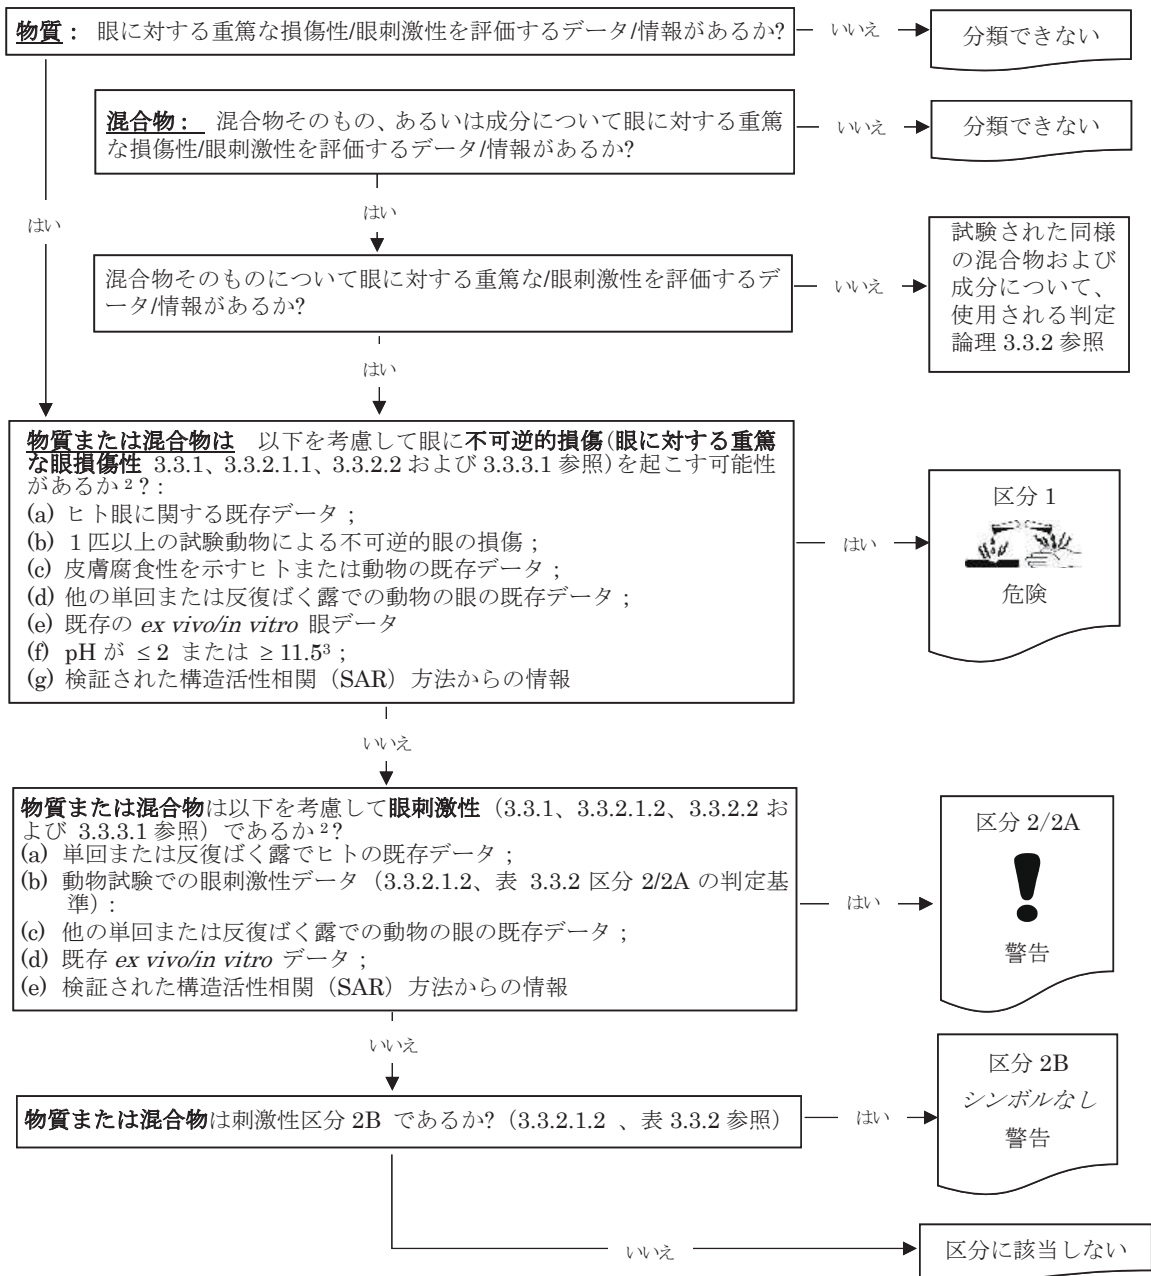 物質： 眼に対する重篤な損傷性/眼刺激性を評価するデータ/情報があるか?
いいえ
分類できない
混合物： 混合物そのもの、あるいは成分について眼に対する重篤
な損傷性/眼刺激性を評価するデータ/情報があるか?
いいえ
分類できない
はい
はい
混合物そのものについて眼に対する重篤な/眼刺激性を評価するデ
ータ/情報があるか?
いいえ
試験された同様
の混合物および
成分について、
使用される判定
論理 3.3.2 参照
はい
物質または混合物は 以下を考慮して眼に不可逆的損傷(眼に対する重篤
な眼損傷性 3.3.1、3.3.2.1.1、3.3.2.2 および 3.3.3.1 参照)を起こす可能性
があるか ²?：
(a) ヒト眼に関する既存データ；
(b) 1 匹以上の試験動物による不可逆的眼の損傷；
(c) 皮膚腐食性を示すヒトまたは動物の既存データ；
(d) 他の単回または反復ばく露での動物の眼の既存データ；
(e) 既存の ex vivo/in vitro 眼データ
(f) pH が ≤ 2 または ≥ 11.5³；
(g) 検証された構造活性相関（SAR）方法からの情報
はい
区分 1
危険
いいえ
物質または混合物は以下を考慮して眼刺激性（3.3.1、3.3.2.1.2、3.3.2.2 お
よび 3.3.3.1 参照）であるか ²?
(a) 単回または反復ばく露でヒトの既存データ；
(b) 動物試験での眼刺激性データ（3.3.2.1.2、表 3.3.2 区分 2/2A の判定基
準）：
(c) 他の単回または反復ばく露での動物の眼の既存データ；
(d) 既存 ex vivo/in vitro データ；
(e) 検証された構造活性相関（SAR）方法からの情報
はい
区分 2/2A
警告
いいえ
物質または混合物は刺激性区分 2B であるか?（3.3.2.1.2 、表 3.3.2 参照）
はい
区分 2B
シンボルなし
警告
いいえ
区分に該当しない